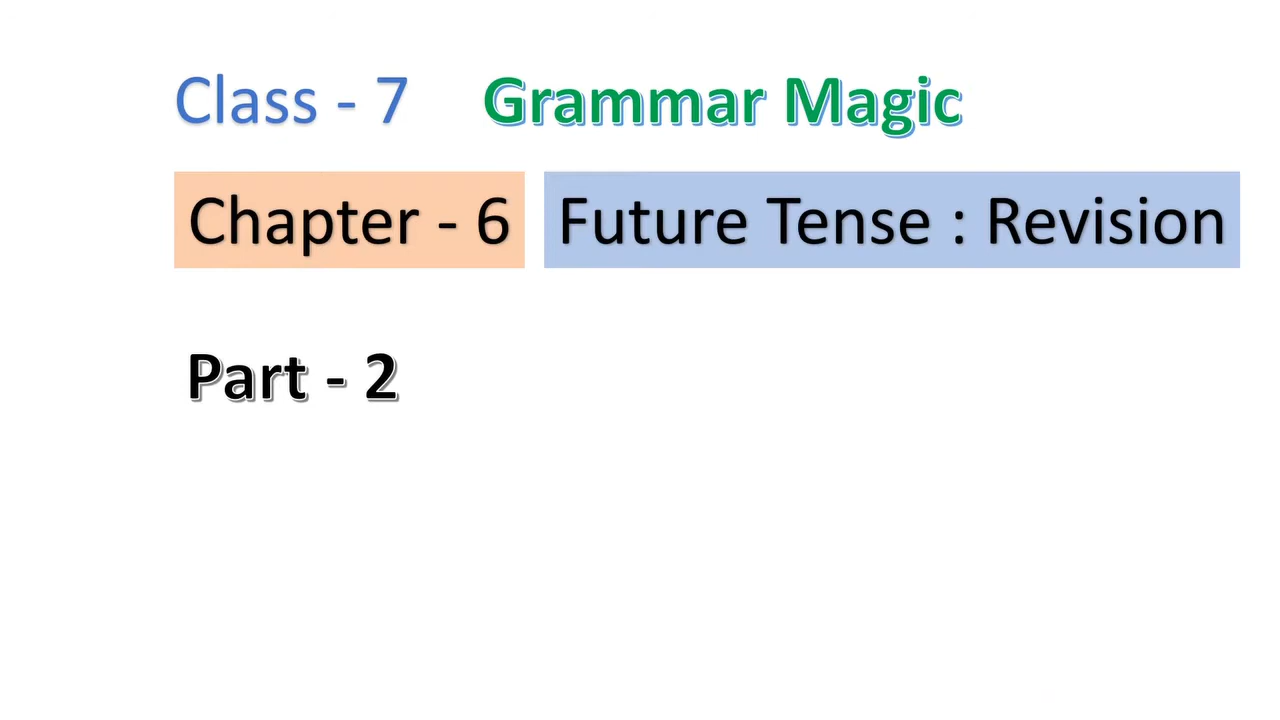 Class - 7 Grammar Magic
Chapter - 6 Future Tense : Revision
Part - 2